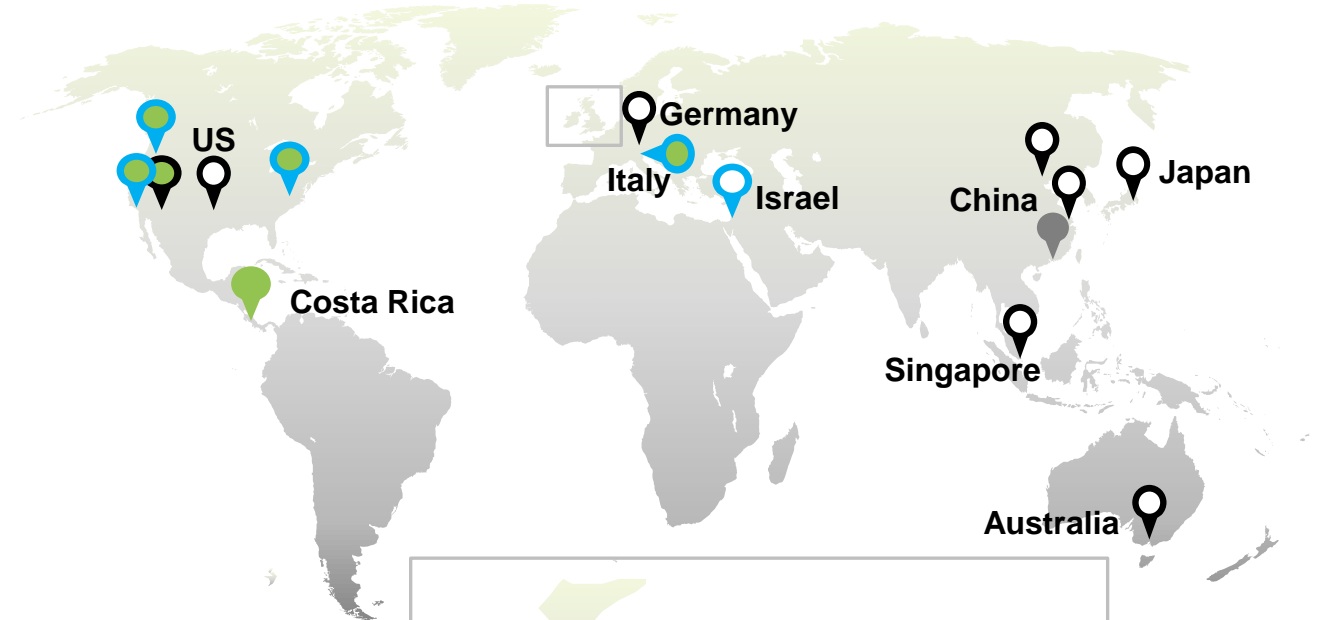 Germany
US
Japan
Italy
Israel
China
Costa Rica
Singapore
Australia